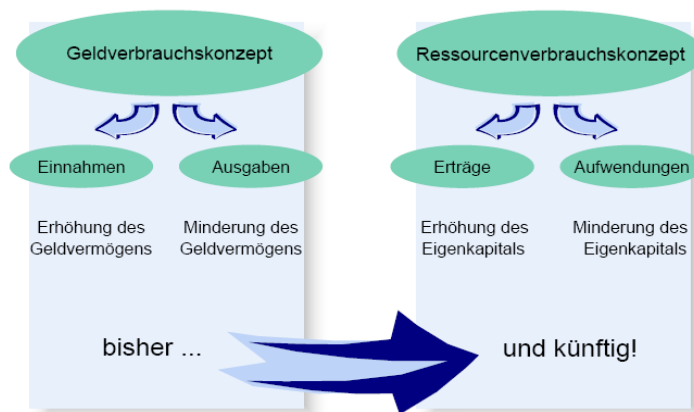 Geldverbrauchskonzept
Einnahmen
Ausgaben
Erhöhung des
Geldvermögens
Minderung des
Geldvermögens
bisher ...
Ressourcenverbrauchskonzept
Erträge
Aufwendungen
Erhöhung des
Eigenkapitals
Minderung des
Eigenkapitals
und künftig!